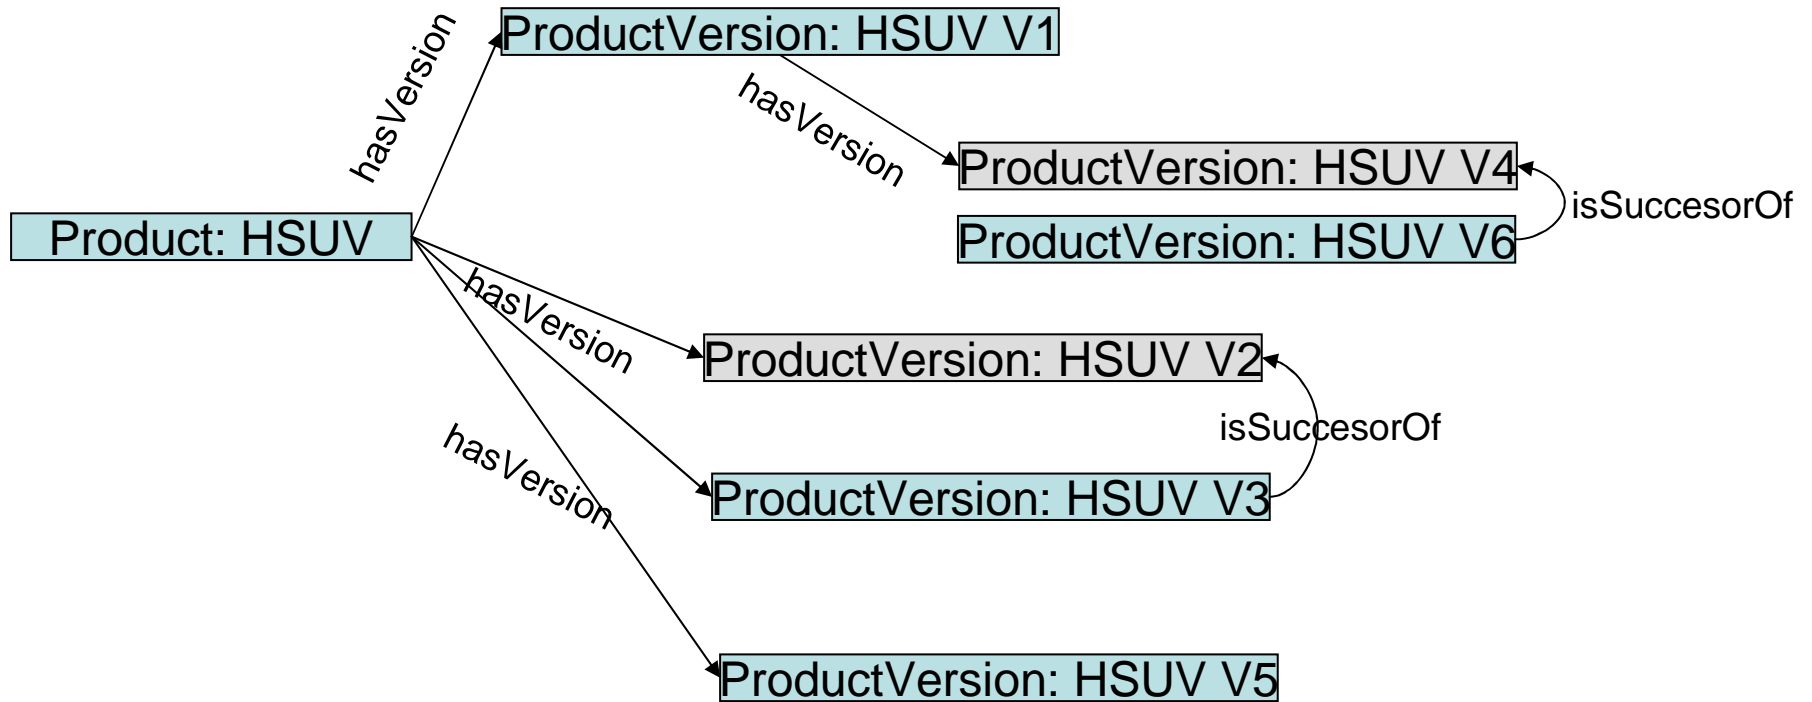 ProductVersion: HSUV V1
hasVersion
hasVersion
ProductVersion: HSUV V4
isSuccesorOf
Product: HSUV
ProductVersion: HSUV V6
hasVersion
ProductVersion: HSUV V2
isSuccesorOf
hasVersion
ProductVersion: HSUV V3
ProductVersion: HSUV V5